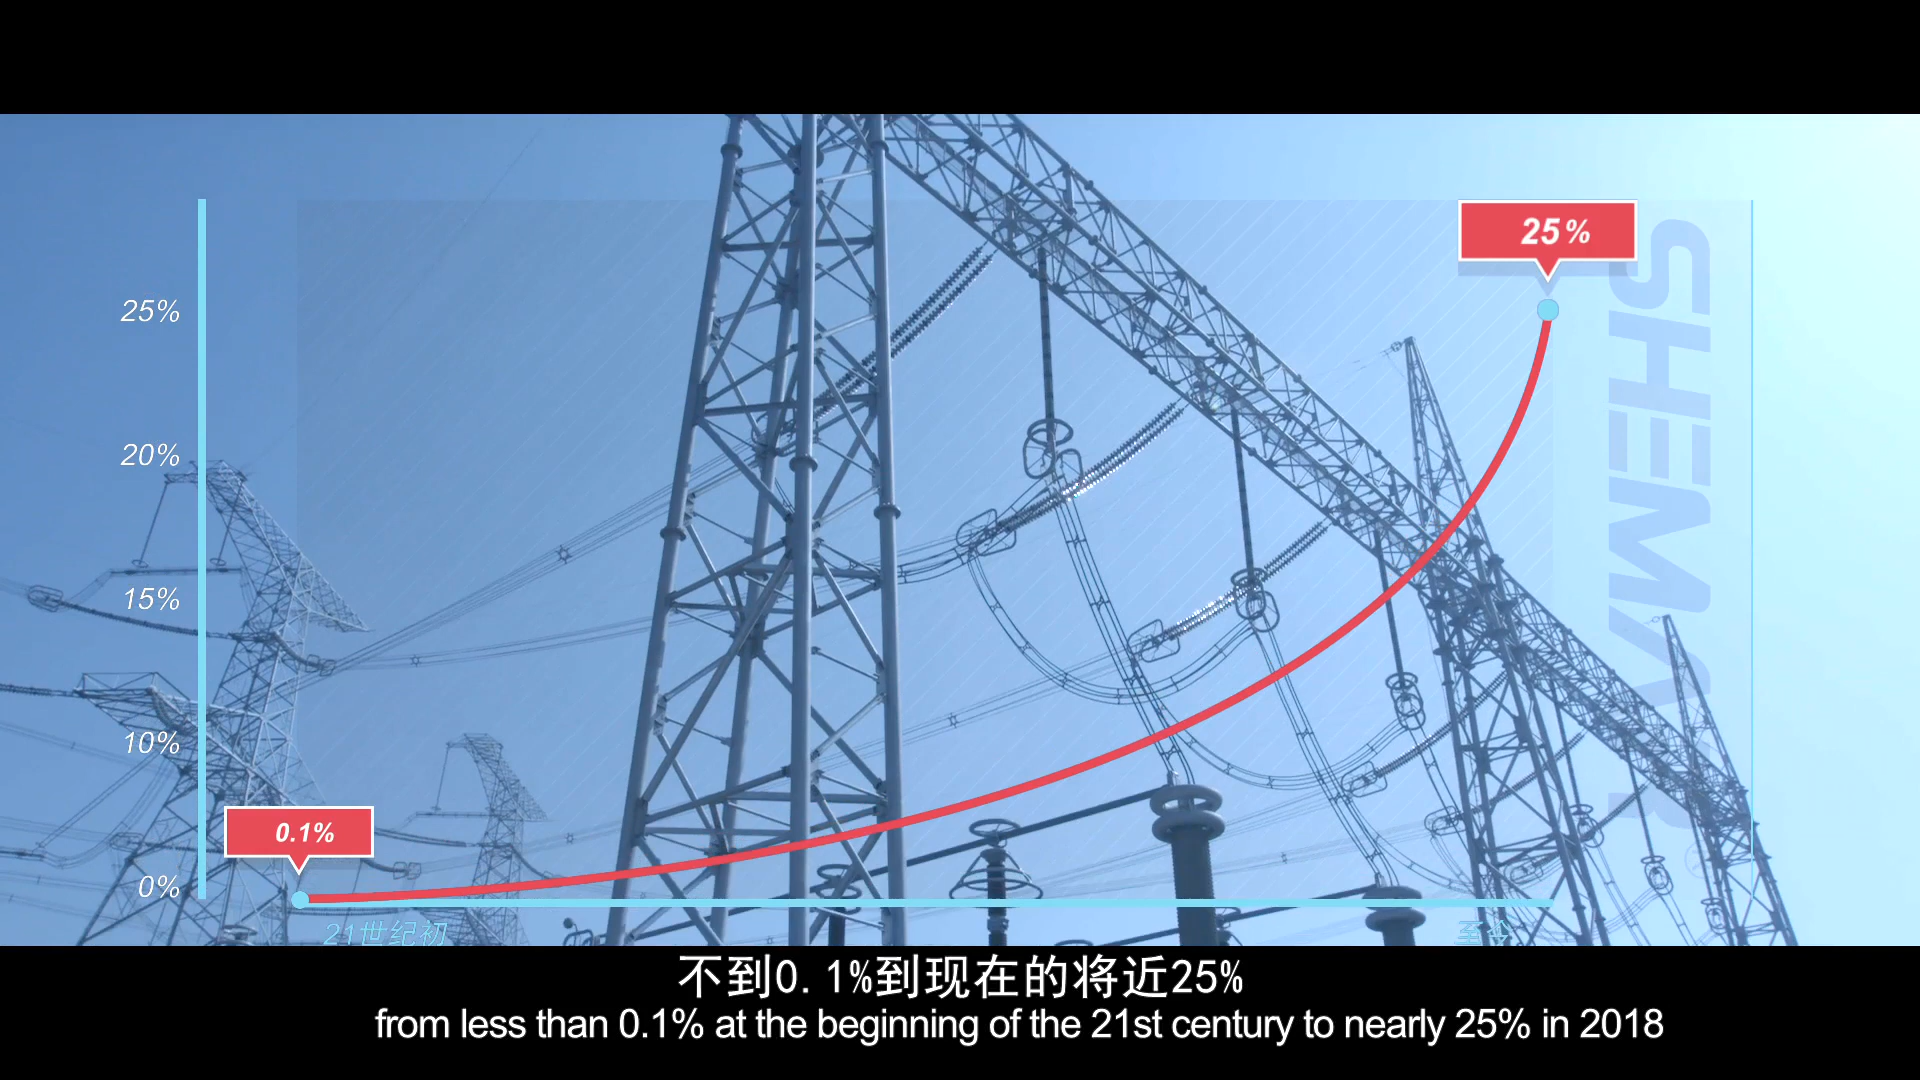 25%
SHEMAR
25%
20%
15%
10%
0.1%
0%
21世纪初
至今
不到0.1%到现在的将近25%
from less than 0.1% at the beginning of the 21st century to nearly 25% in 2018